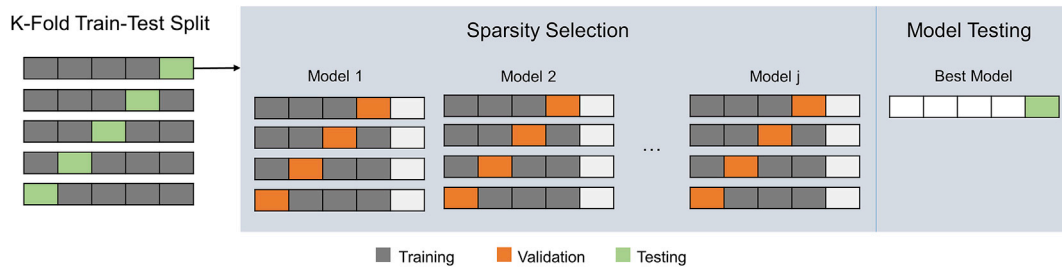 K-Fold Train-Test Split
Sparsity Selection
Model Testing
Model 1
Model 2
Model j
Best Model
...
Training
Validation
Testing